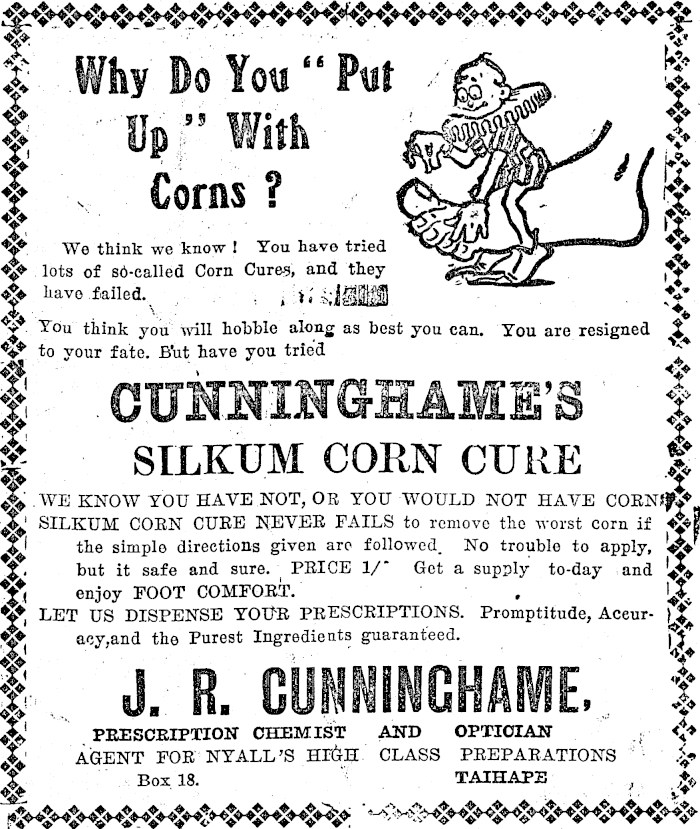 Why Do You " Put
Up " With
Corns ?
We think we know ! You have tried
lots of so-called Corn Cures, and they
have failed.
You think you will hobble along as best you can. You are resigned
to your fate. But have you tried
CUNNINGHAME'S
SILKUM CORN CURE
WE KNOW YOU HAVE NOT, OR YOU WOULD NOT HAVE CORN
SILKUM CORN CURE NEVER FAILS to remove the worst corn if
the simple directions given are followed. No trouble to apply,
but it safe and sure. PRICE 1/- Get a supply to-day and
enjoy FOOT COMFORT.
LET US DISPENSE YOUR PRESCRIPTIONS. Promptitude, Accur-
acy,and the Purest Ingredients guaranteed.
J. R. CUNNINGHAME,
PRESCRIPTION CHEMIST AND OPTICIAN
AGENT FOR NYALL'S HIGH CLASS PREPARATIONS
Box 18. TAIHAPE